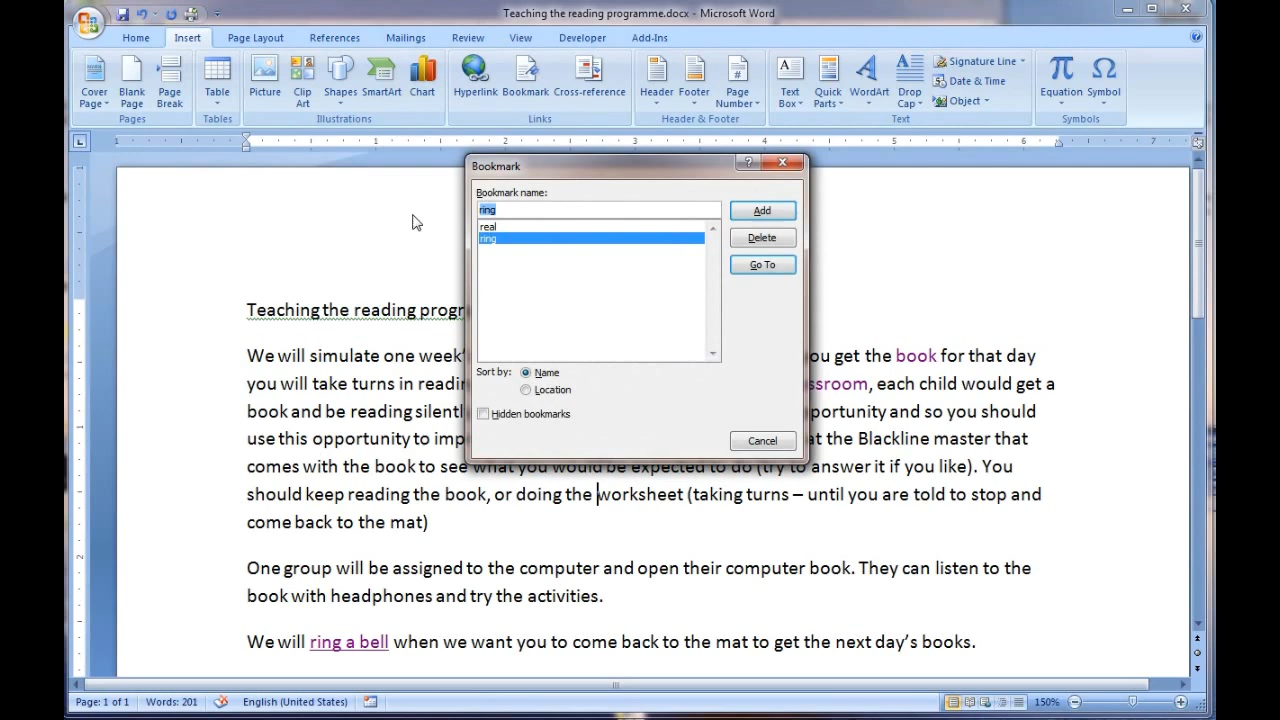 Teaching the reading programme.docx - Microsoft Word
Home Insert Page Layout References Mailings Review View Developer Add-Ins
Cover Page Blank Page Page Break Table Picture Clip Art Shapes SmartArt Chart Hyperlink Bookmark Cross-reference Header Footer Page Number Text Box Quick Parts WordArt Drop Cap Signature Line Date & Time Object Equation Symbol
Pages Tables Illustrations Links Header & Footer Text Symbols
1 1 2 3 4 5 6 7
Bookmark
Bookmark name:
ring
Add
real
ring
Delete
Go To
Sort by: Name
Location
Hidden bookmarks
Cancel
Teaching the reading progr
We will simulate one week' ou get the book for that day
you will take turns in readin ssroom, each child would get a
book and be reading silentl portunity and so you should
use this opportunity to imp at the Blackline master that
comes with the book to see what you would be expected to do (try to answer it if you like). You
should keep reading the book, or doing the worksheet (taking turns – until you are told to stop and
come back to the mat)
One group will be assigned to the computer and open their computer book. They can listen to the
book with headphones and try the activities.
We will ring a bell when we want you to come back to the mat to get the next day's books.
Page: 1 of 1 Words: 201 English (United States) 150%